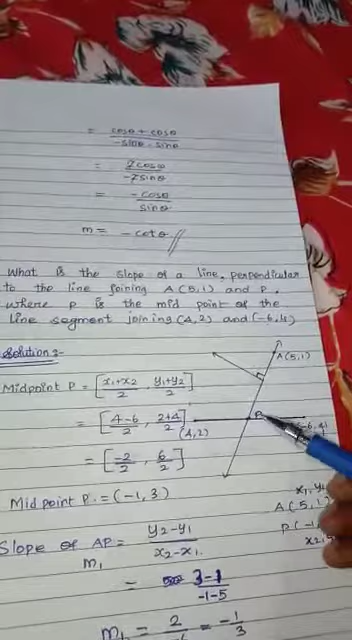 = cosθ + cosθ / -sinθ - sinθ
= 2cosθ / -2sinθ
= -cosθ / sinθ
m = -cotθ //
What is the slope of a line, perpendicular
to the line joining A(5,1) and P,
where P is the mid point of the
line segment joining (4,2) and (-6,4)
Solution:-
A(5,1)
Midpoint P = [x₁+x₂ / 2 , y₁+y₂ / 2]
P
= [4-6 / 2 , 2+4 / 2]
(4,2)
= [-2 / 2 , 6 / 2]
Midpoint P = (-1,3)
A(5,1)
Slope of AP = y₂-y₁ / x₂-x₁
m₁
= 3-1 / -1-5
= -1 / 3